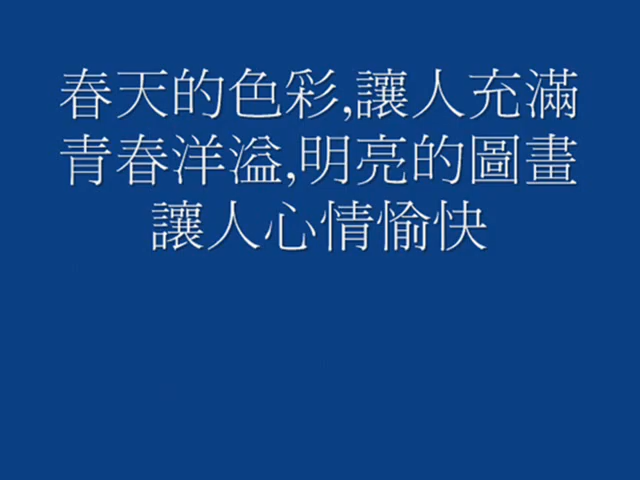 春天的色彩,讓人充滿
青春洋溢,明亮的圖畫
讓人心情愉快